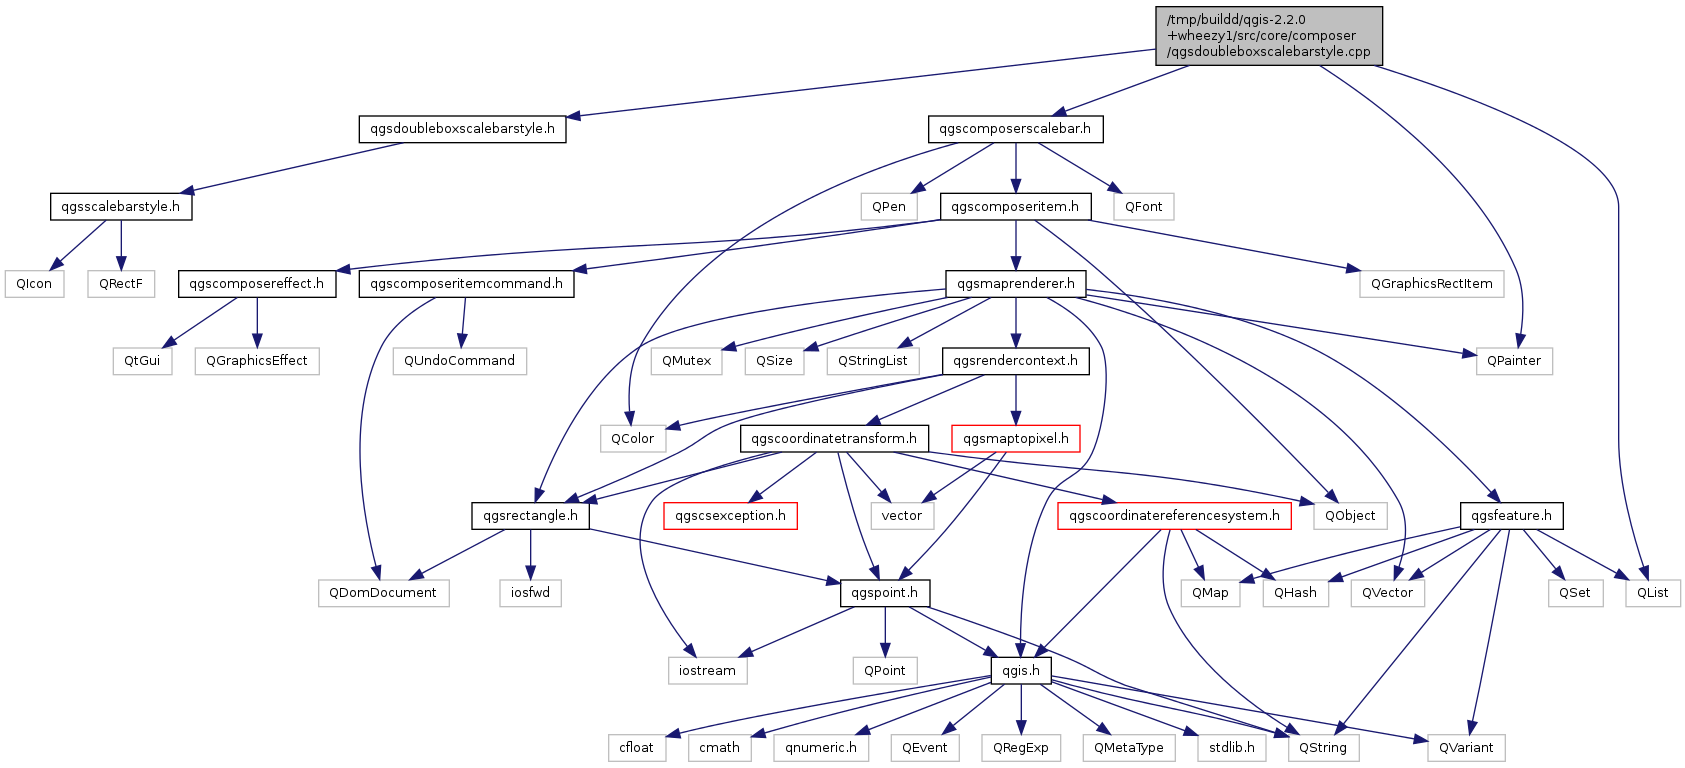 /tmp/buildd/qgis-2.2.0
+wheezy1/src/core/composer
/qgsdoubleboxscalebarstyle.cpp
qgsdoubleboxscalebarstyle.h
qgscomposerscalebar.h
qgsscalebarstyle.h
QPen
qgscomposeritem.h
QFont
QIcon
QRectF
qgscomposereffect.h
qgscomposeritemcommand.h
qgsmaprenderer.h
QGraphicsRectItem
QtGui
QGraphicsEffect
QUndoCommand
QMutex
QSize
QStringList
qgsrendercontext.h
QPainter
QColor
qgscoordinatetransform.h
qgsmaptopixel.h
qgsrectangle.h
qgscsexception.h
vector
qgscoordinatereferencesystem.h
QObject
qgsfeature.h
QDomDocument
iosfwd
qgspoint.h
QMap
QHash
QVector
QSet
QList
iostream
QPoint
qgis.h
cfloat
cmath
qnumeric.h
QEvent
QRegExp
QMetaType
stdlib.h
QString
QVariant